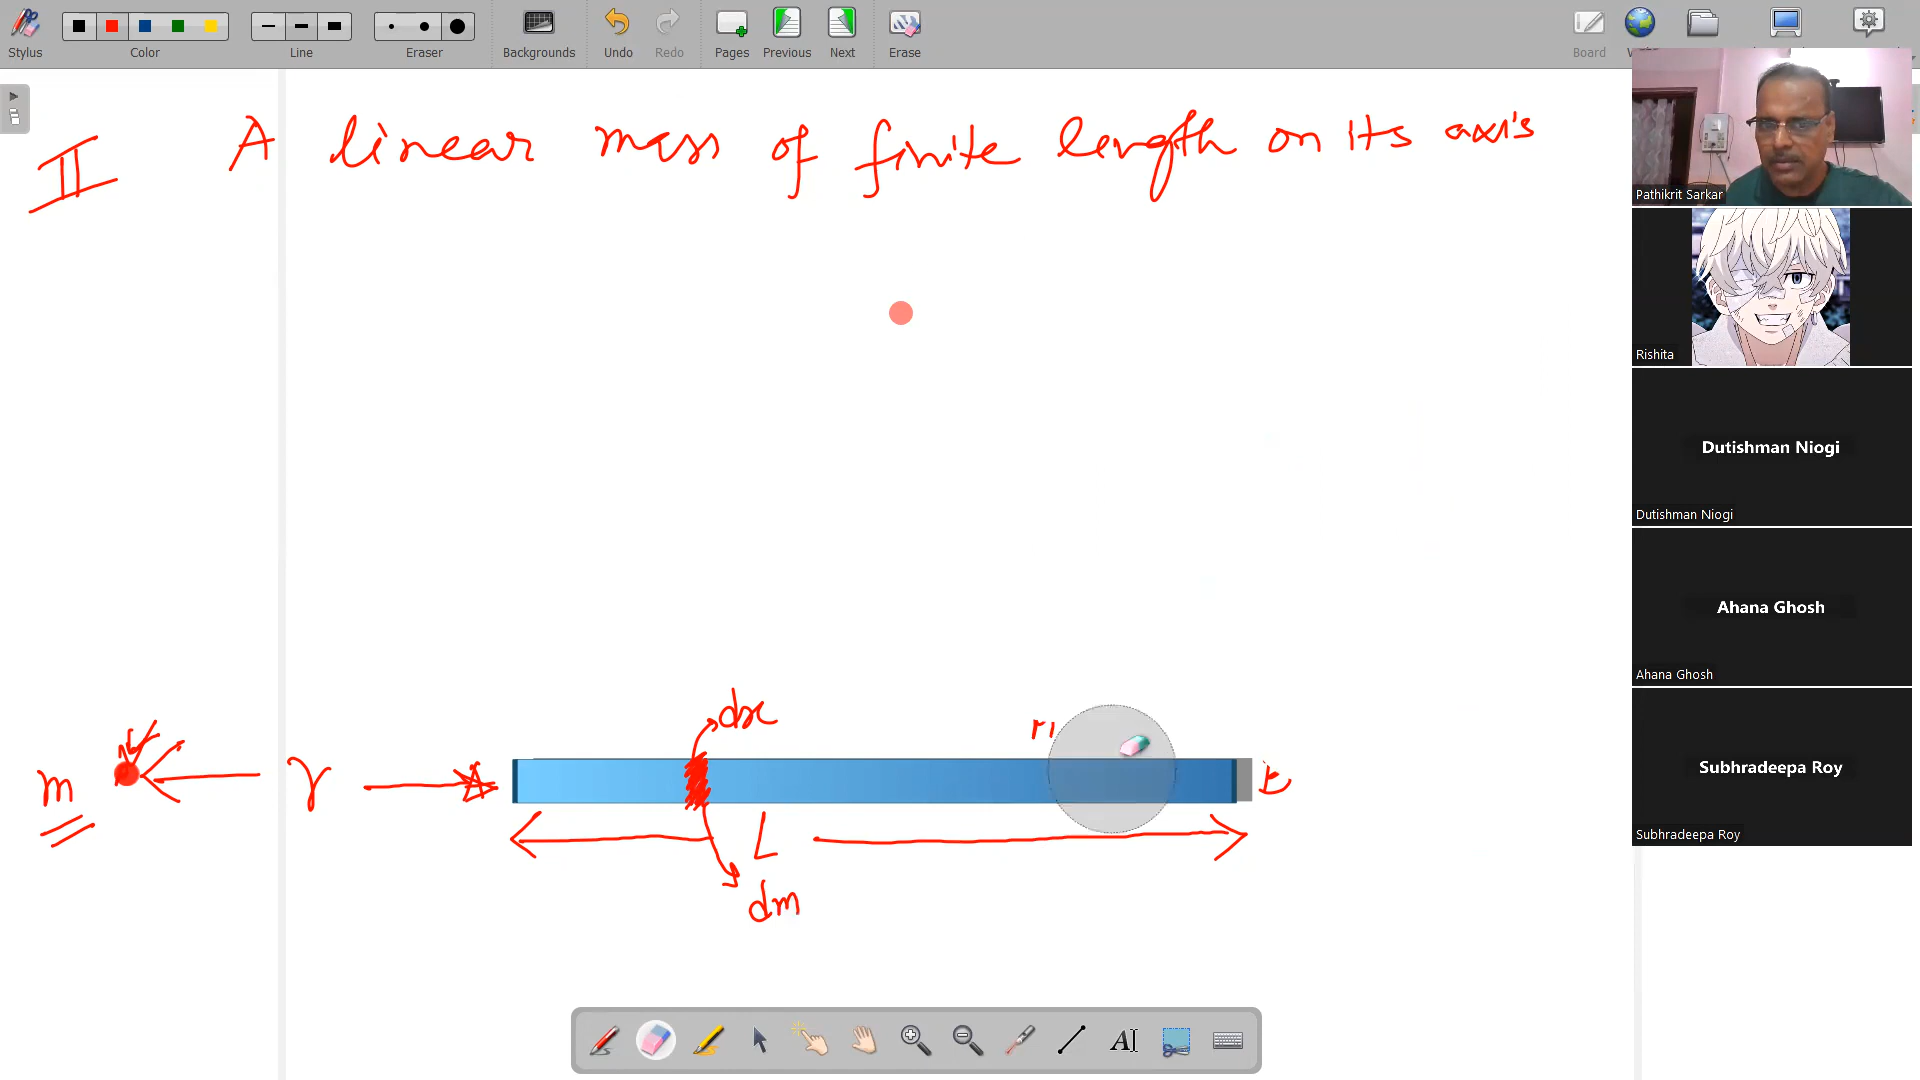 Stylus
Color
Line
Eraser
Backgrounds
Undo
Redo
Pages
Previous
Next
Erase
Board
II A linear mass of finite length on its axis
Pathikrit Sarkar
Rishita
Dutishman Niogi
Dutishman Niogi
Ahana Ghosh
Ahana Ghosh
Subhradeepa Roy
Subhradeepa Roy
dx
m
r
L
dm